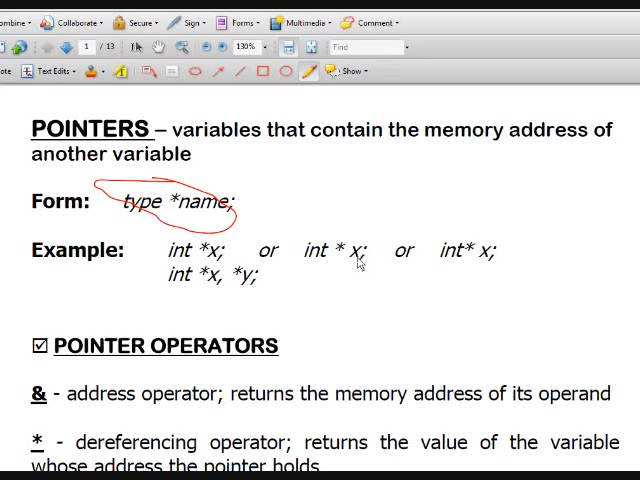 ombine Collaborate Secure Sign Forms Multimedia Comment
1 / 13 130% Find
ote Text Edits Show
POINTERS – variables that contain the memory address of
another variable
Form: type *name;
Example: int *x; or int * x; or int* x;
int *x, *y;
☑ POINTER OPERATORS
& - address operator; returns the memory address of its operand
* - dereferencing operator; returns the value of the variable
whose address the pointer holds